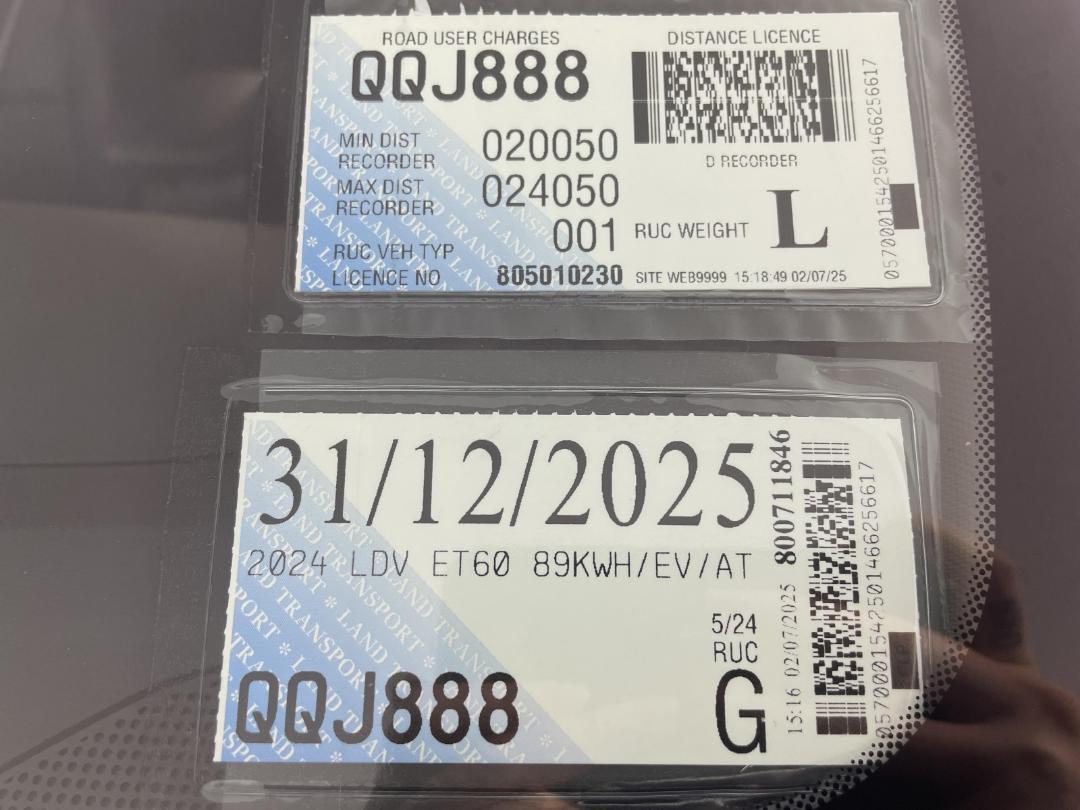 ROAD USER CHARGES
DISTANCE LICENCE
QQJ888
MIN DIST
RECORDER
020050
D RECORDER
MAX DIST
RECORDER
024050
RUC VEH TYP
001
RUC WEIGHT
L
LICENCE NO
805010230
SITE WEB9999 15:18:49 02/07/25
0570001542501466256617
31/12/2025
2024 LDV ET60 89KWH/EV/AT
5/24
RUC
QQJ888
G
15:16 02/07/2025 800711846
0570001542501466256617